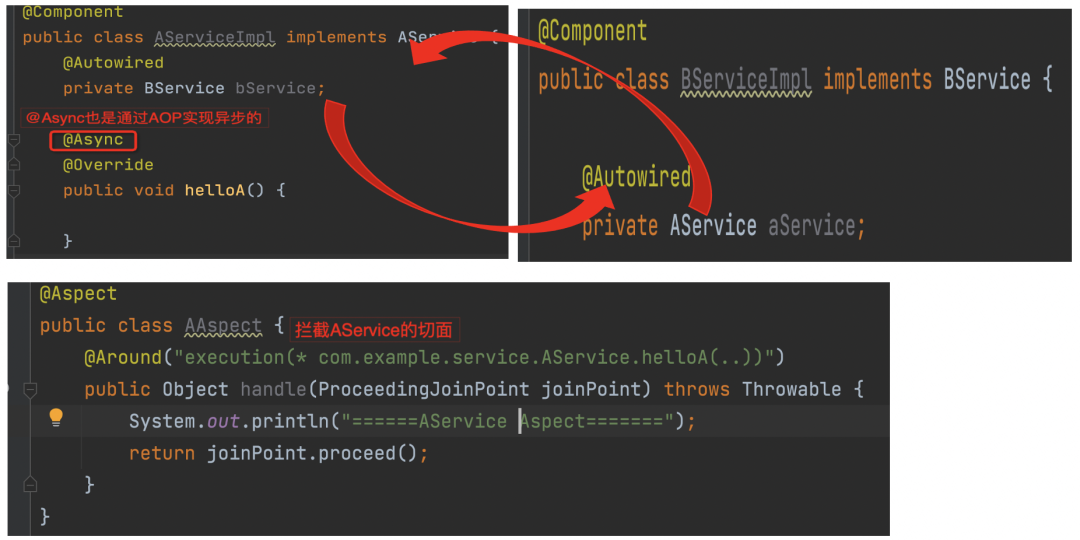 @Component
public class AServiceImpl implements AService {
@Autowired
private BService bService;
@Async也是通过AOP实现异步的
@Async
@Override
public void helloA() {
}
@Component
public class BServiceImpl implements BService {
@Autowired
private AService aService;
@Aspect
public class AAspect { 拦截AService的切面
@Around("execution(* com.example.service.AService.helloA(..))")
public Object handle(ProceedingJoinPoint joinPoint) throws Throwable {
System.out.println("======AService Aspect=======");
return joinPoint.proceed();
}
}